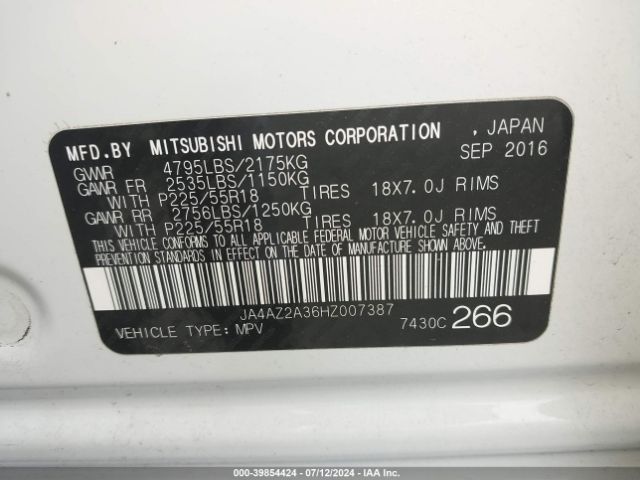 MFD.BY MITSUBISHI MOTORS CORPORATION , JAPAN
GWWR 4795LBS/2175KG SEP 2016
GAWR FR 2535LBS/1150KG
WITH P225/55R18 TIRES 18X7.0J RIMS
GAWR RR 2756LBS/1250KG
WITH P225/55R18 TIRES 18X7.0J RIMS
THIS VEHICLE CONFORMS TO ALL APPLICABLE FEDERAL MOTOR VEHICLE SAFETY AND THEFT
PREVENTION STANDARDS IN EFFECT ON THE DATE OF MANUFACTURE SHOWN ABOVE.
JA4AZ2A36HZ007387
VEHICLE TYPE: MPV 7430C 266
000-39854424 - 07/12/2024 - IAA Inc.